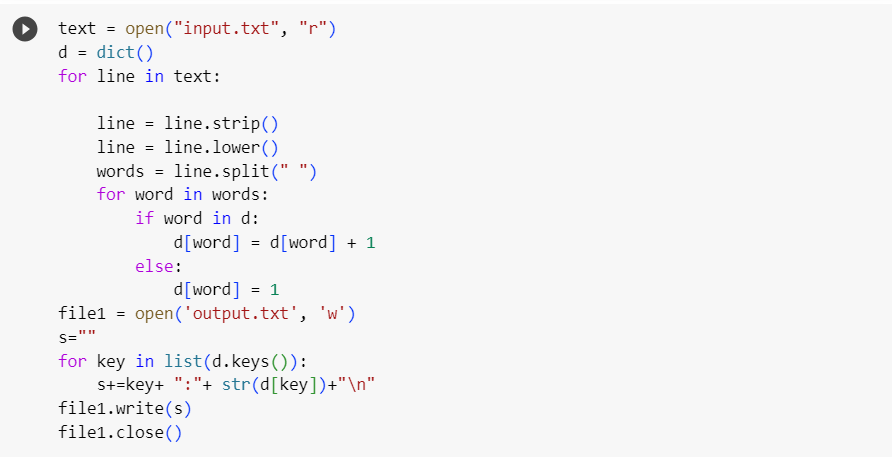 text = open("input.txt", "r")
d = dict()
for line in text:

    line = line.strip()
    line = line.lower()
    words = line.split(" ")
    for word in words:
        if word in d:
            d[word] = d[word] + 1
        else:
            d[word] = 1
file1 = open('output.txt', 'w')
s=""
for key in list(d.keys()):
    s+=key+ ":"+ str(d[key])+"\n"
file1.write(s)
file1.close()